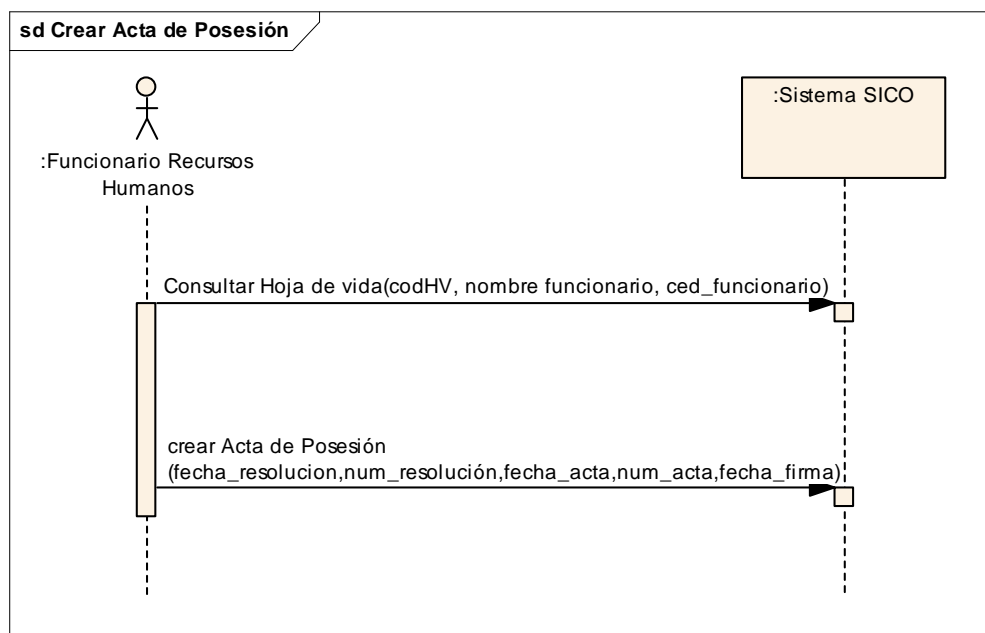 sd Crear Acta de Posesión
:Funcionario Recursos
Humanos
:Sistema SICO
Consultar Hoja de vida(codHV, nombre funcionario, ced_funcionario)
crear Acta de Posesión
(fecha_resolucion,num_resolución,fecha_acta,num_acta,fecha_firma)